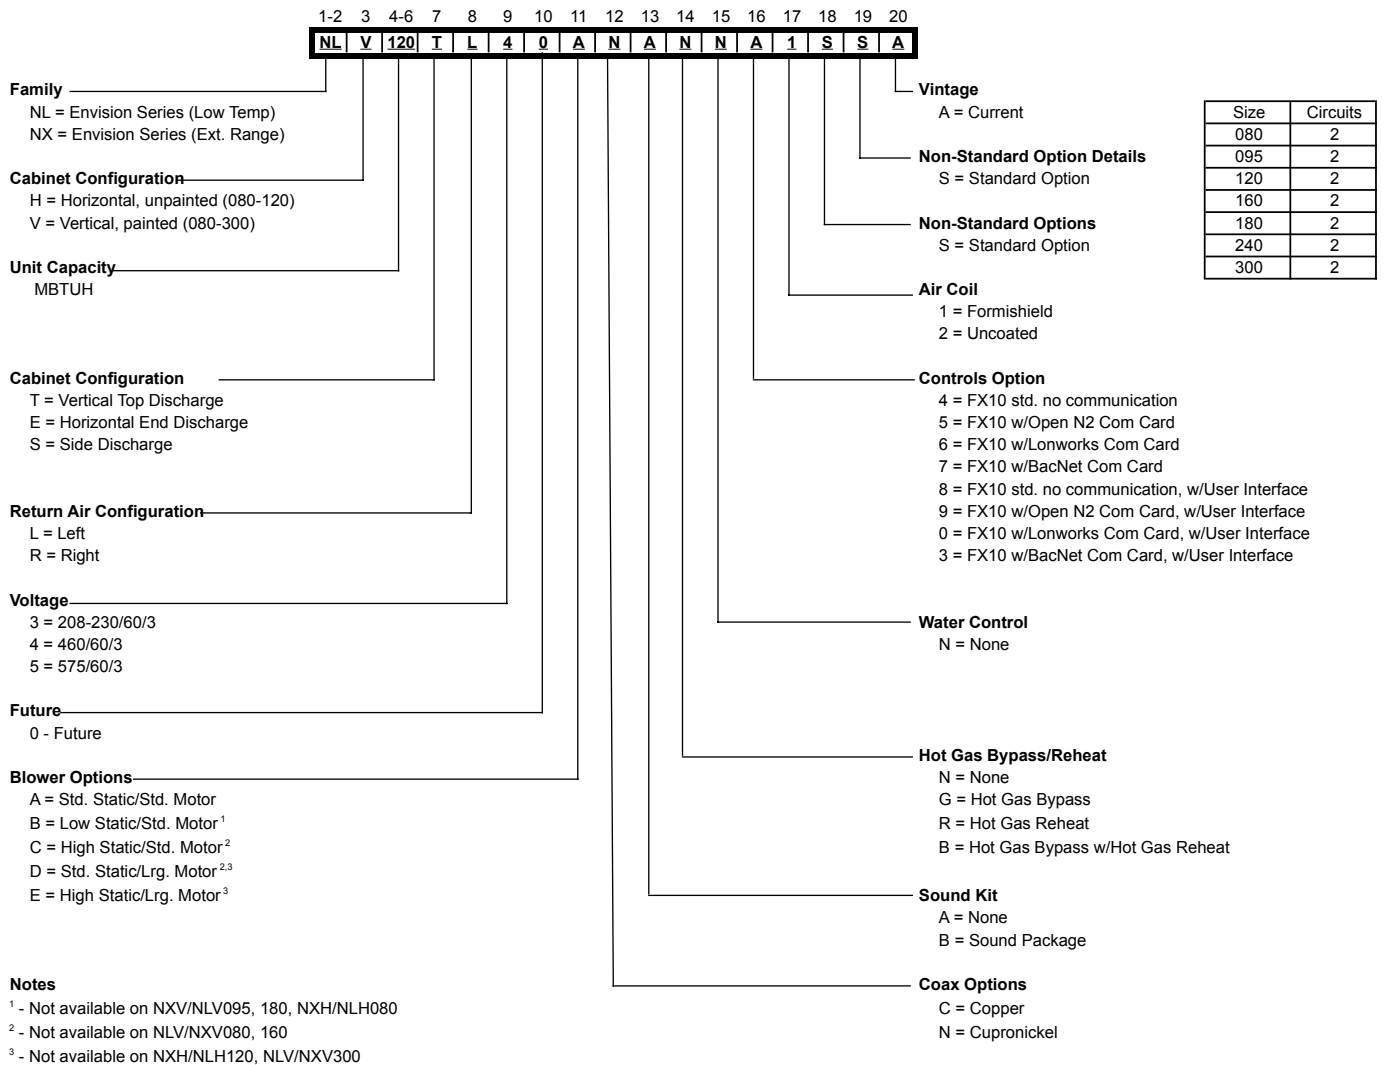 1-2 3 4-6 7 8 9 10 11 12 13 14 15 16 17 18 19 20
NL V 120 T L 4 0 A N A N N A 1 S S A
Family
NL = Envision Series (Low Temp)
NX = Envision Series (Ext. Range)
Cabinet Configuration
H = Horizontal, unpainted (080-120)
V = Vertical, painted (080-300)
Unit Capacity
MBTUH
Cabinet Configuration
T = Vertical Top Discharge
E = Horizontal End Discharge
S = Side Discharge
Return Air Configuration
L = Left
R = Right
Voltage
3 = 208-230/60/3
4 = 460/60/3
5 = 575/60/3
Future
0 - Future
Blower Options
A = Std. Static/Std. Motor
B = Low Static/Std. Motor 1
C = High Static/Std. Motor 2
D = Std. Static/Lrg. Motor 2,3
E = High Static/Lrg. Motor 3
Notes
1 - Not available on NXV/NLV095, 180, NXH/NLH080
2 - Not available on NLV/NXV080, 160
3 - Not available on NXH/NLH120, NLV/NXV300
Vintage
A = Current
Non-Standard Option Details
S = Standard Option
Non-Standard Options
S = Standard Option
Air Coil
1 = Formishield
2 = Uncoated
Controls Option
4 = FX10 std. no communication
5 = FX10 w/Open N2 Com Card
6 = FX10 w/Lonworks Com Card
7 = FX10 w/BacNet Com Card
8 = FX10 std. no communication, w/User Interface
9 = FX10 w/Open N2 Com Card, w/User Interface
0 = FX10 w/Lonworks Com Card, w/User Interface
3 = FX10 w/BacNet Com Card, w/User Interface
Water Control
N = None
Hot Gas Bypass/Reheat
N = None
G = Hot Gas Bypass
R = Hot Gas Reheat
B = Hot Gas Bypass w/Hot Gas Reheat
Sound Kit
A = None
B = Sound Package
Coax Options
C = Copper
N = Cupronickel
Size Circuits
080 2
095 2
120 2
160 2
180 2
240 2
300 2